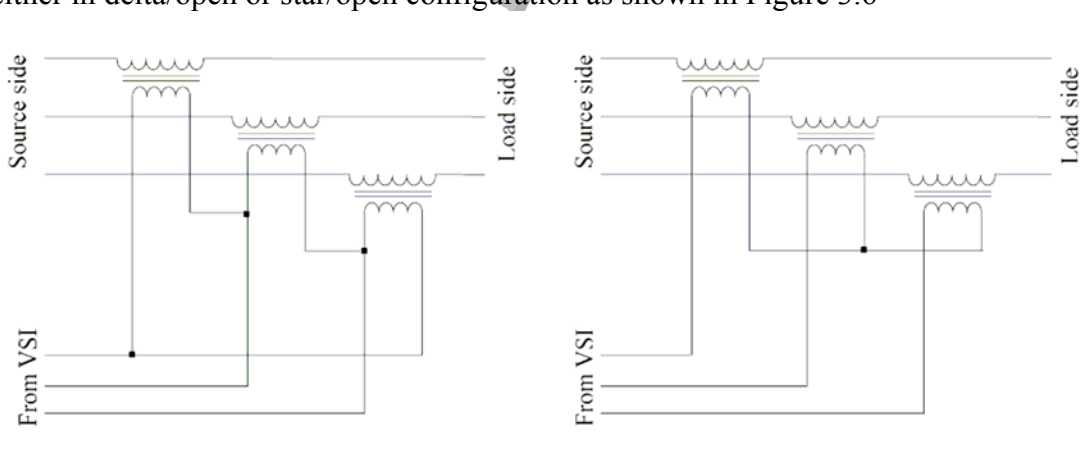 either in delta/open or star/open configuration as shown in Figure 3.6
Source side
Load side
From VSI
Source side
Load side
From VSI